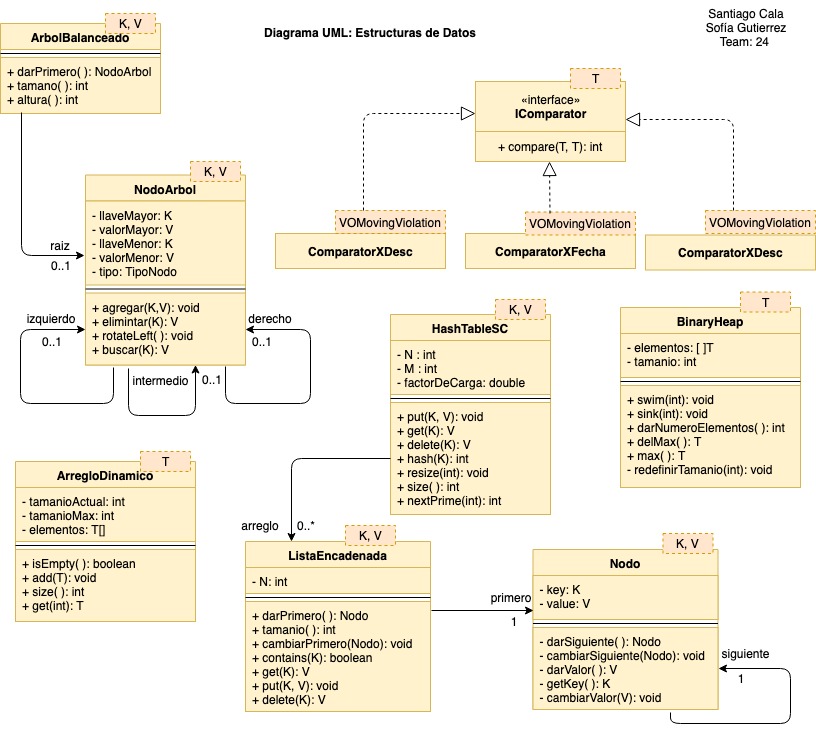 Diagrama UML: Estructuras de Datos
Santiago Cala
Sofía Gutierrez
Team: 24
K, V
ArbolBalanceado
+ darPrimero( ): NodoArbol
+ tamano( ): int
+ altura( ): int
raiz
0..1
K, V
NodoArbol
- llaveMayor: K
- valorMayor: V
- llaveMenor: K
- valorMenor: V
- tipo: TipoNodo
+ agregar(K,V): void
+ elimintar(K): V
+ rotateLeft( ): void
+ buscar(K): V
izquierdo
0..1
intermedio
0..1
derecho
0..1
T
«interface»
IComparator
+ compare(T, T): int
VOMovingViolation
ComparatorXDesc
VOMovingViolation
ComparatorXFecha
VOMovingViolation
ComparatorXDesc
K, V
HashTableSC
- N : int
- M : int
- factorDeCarga: double
+ put(K, V): void
+ get(K): V
+ delete(K): V
+ hash(K): int
+ resize(int): void
+ size( ): int
+ nextPrime(int): int
T
BinaryHeap
- elementos: [ ]T
- tamanio: int
+ swim(int): void
+ sink(int): void
+ darNumeroElementos( ): int
+ delMax( ): T
+ max( ): T
- redefinirTamanio(int): void
T
ArregloDinamico
- tamanioActual: int
- tamanioMax: int
- elementos: T[]
+ isEmpty( ): boolean
+ add(T): void
+ size( ): int
+ get(int): T
arreglo
0..*
K, V
ListaEncadenada
- N: int
+ darPrimero( ): Nodo
+ tamanio( ): int
+ cambiarPrimero(Nodo): void
+ contains(K): boolean
+ get(K): V
+ put(K, V): void
+ delete(K): V
primero
1
K, V
Nodo
- key: K
- value: V
- darSiguiente( ): Nodo
- cambiarSiguiente(Nodo): void
- darValor( ): V
- getKey( ): K
- cambiarValor(V): void
siguiente
1